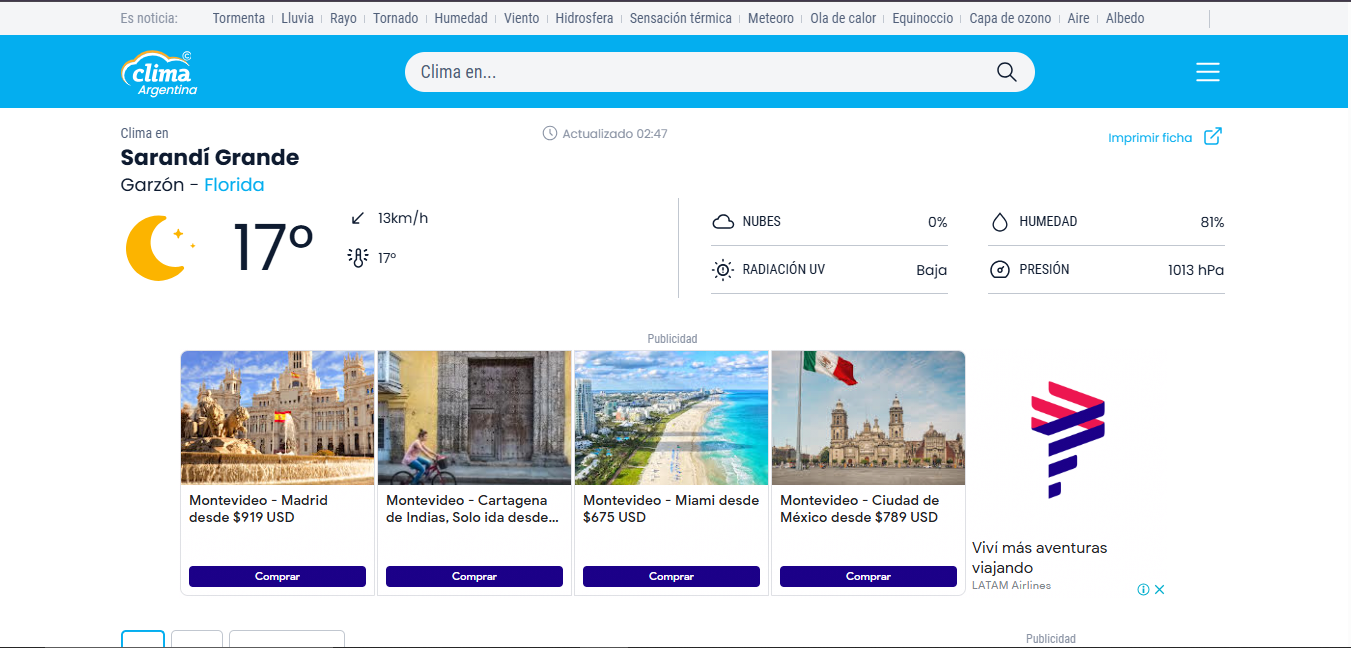 Es noticia: Tormenta Lluvia Rayo Tornado Humedad Viento Hidrosfera Sensación térmica Meteoro Ola de calor Equinoccio Capa de ozono Aire Albedo
clima©
Argentina
Clima en...
Clima en
Actualizado 02:47
Imprimir ficha
Sarandí Grande
Garzón - Florida
17º
13km/h
17º
NUBES 0%
HUMEDAD 81%
RADIACIÓN UV Baja
PRESIÓN 1013 hPa
Publicidad
Montevideo - Madrid
desde $919 USD
Comprar
Montevideo - Cartagena
de Indias, Solo ida desde...
Comprar
Montevideo - Miami desde
$675 USD
Comprar
Montevideo - Ciudad de
México desde $789 USD
Comprar
Viví más aventuras
viajando
LATAM Airlines
Publicidad